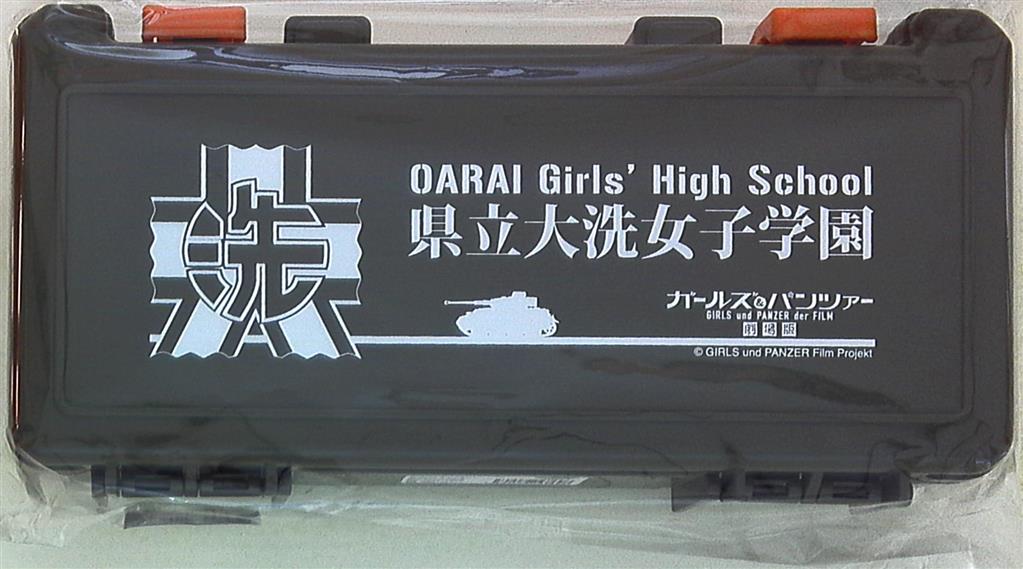 洗
OARAI Girls' High School
県立大洗女子学園
ガールズ&パンツァー
GIRLS und PANZER der FILM
劇場版
© GIRLS und PANZER Film Projekt